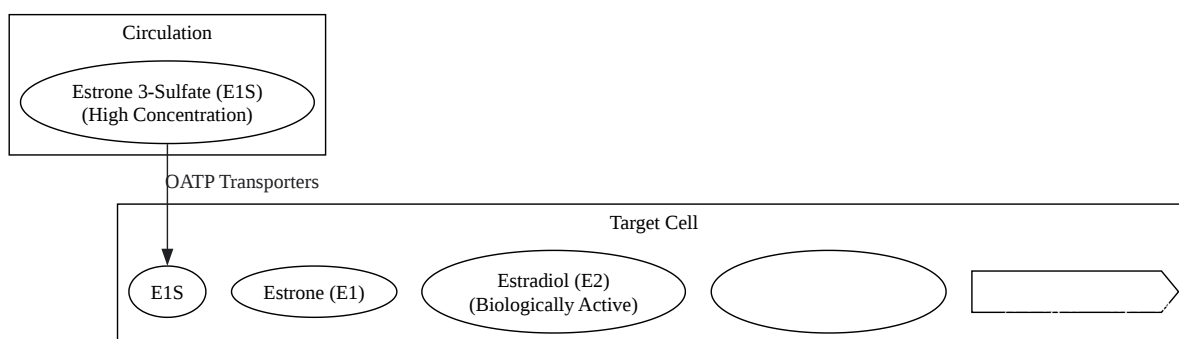 Circulation
Estrone 3-Sulfate (E1S)
(High Concentration)
OATP Transporters
Target Cell
E1S
Estrone (E1)
Estradiol (E2)
(Biologically Active)